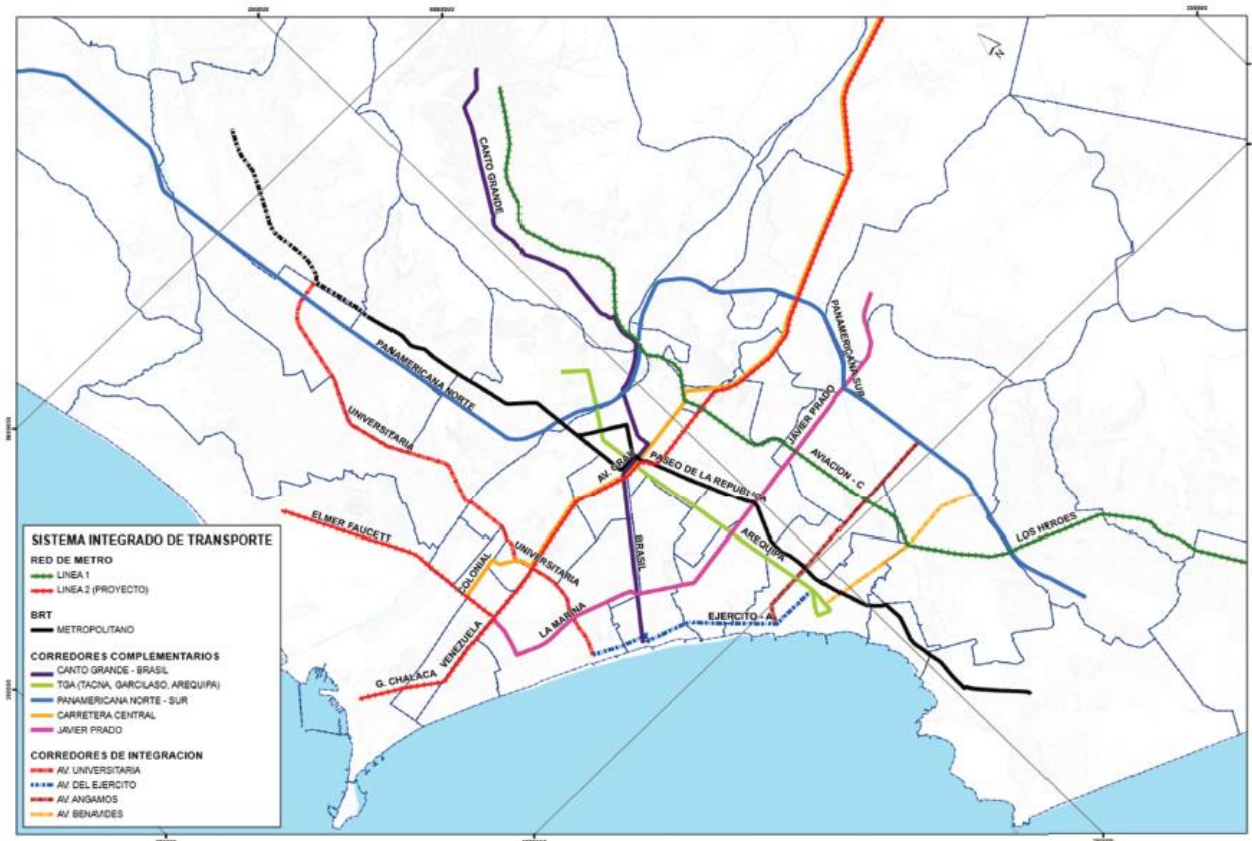 N
CANTO GRANDE
PANAMERICANA SUR
PANAMERICANA NORTE
JAVIER PRADO
UNIVERSITARIA
AV. GRAU
PASEO DE LA REPUBLICA
AVIACION - C
ELMER FAUCETT
LOS HEROES
AREQUIPA
BRASIL
UNIVERSITARIA
COLONIAL
LA MARINA
EJERCITO - A
VENEZUELA
G. CHALACA
SISTEMA INTEGRADO DE TRANSPORTE
RED DE METRO
LINEA 1
LINEA 2 (PROYECTO)
BRT
METROPOLITANO
CORREDORES COMPLEMENTARIOS
CANTO GRANDE - BRASIL
TGA (TACNA, GARCILASO, AREQUIPA)
PANAMERICANA NORTE - SUR
CARRETERA CENTRAL
JAVIER PRADO
CORREDORES DE INTEGRACION
AV. UNIVERSITARIA
AV. DEL EJERCITO
AV. ANGAMOS
AV. BENAVIDES